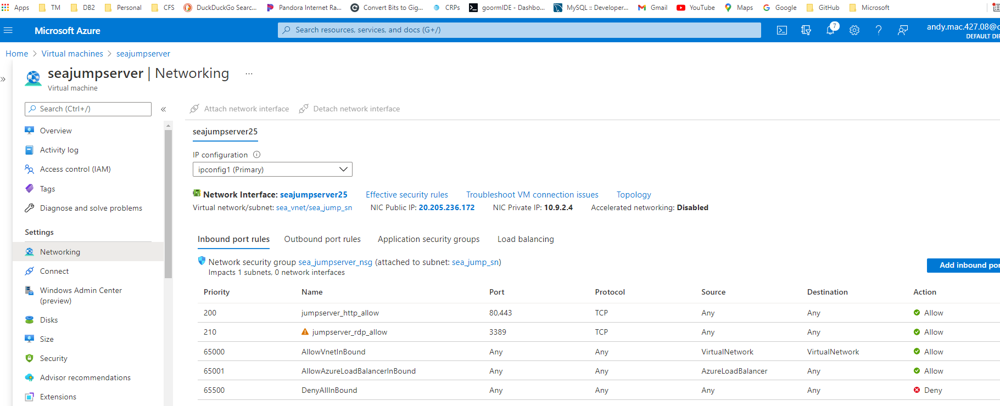 Apps TM DB2 Personal CFS DuckDuckGo Searc... Pandora Internet Ra... Convert Bits to Gig... CRPs goormIDE - Dashbo... MySQL :: Developer... Gmail YouTube Maps Google GitHub Microsoft
Microsoft Azure Search resources, services, and docs (G+/) 7 andy.mac.427.08@c
DEFAULT DIR
Home > Virtual machines > seajumpserver
seajumpserver | Networking ...
Virtual machine
Search (Ctrl+/)
Overview
Activity log
Access control (IAM)
Tags
Diagnose and solve problems
Settings
Networking
Connect
Windows Admin Center
(preview)
Disks
Size
Security
Advisor recommendations
Extensions
Attach network interface Detach network interface
seajumpserver25
IP configuration
ipconfig1 (Primary)
Network Interface: seajumpserver25 Effective security rules Troubleshoot VM connection issues Topology
Virtual network/subnet: sea_vnet/sea_jump_sn NIC Public IP: 20.205.236.172 NIC Private IP: 10.9.2.4 Accelerated networking: Disabled
Inbound port rules Outbound port rules Application security groups Load balancing
Network security group sea_jumpserver_nsg (attached to subnet: sea_jump_sn)
Impacts 1 subnets, 0 network interfaces
Add inbound por
Priority Name Port Protocol Source Destination Action
200 jumpserver_http_allow 80,443 TCP Any Any Allow
210 jumpserver_rdp_allow 3389 TCP Any Any Allow
65000 AllowVnetInBound Any Any VirtualNetwork VirtualNetwork Allow
65001 AllowAzureLoadBalancerInBound Any Any AzureLoadBalancer Any Allow
65500 DenyAllInBound Any Any Any Any Deny